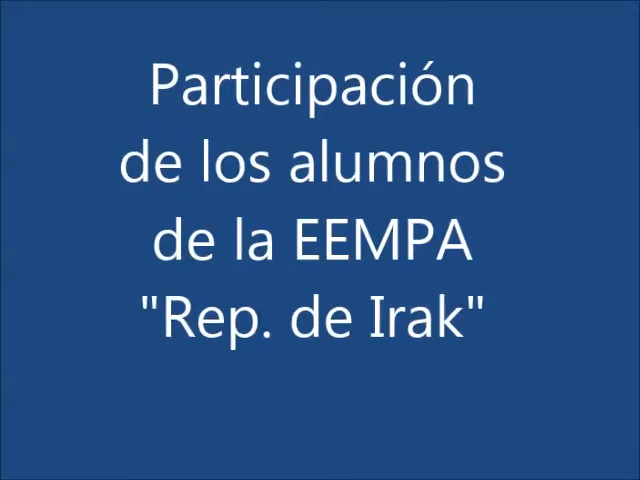 Participación
de los alumnos
de la EEMPA
"Rep. de Irak"